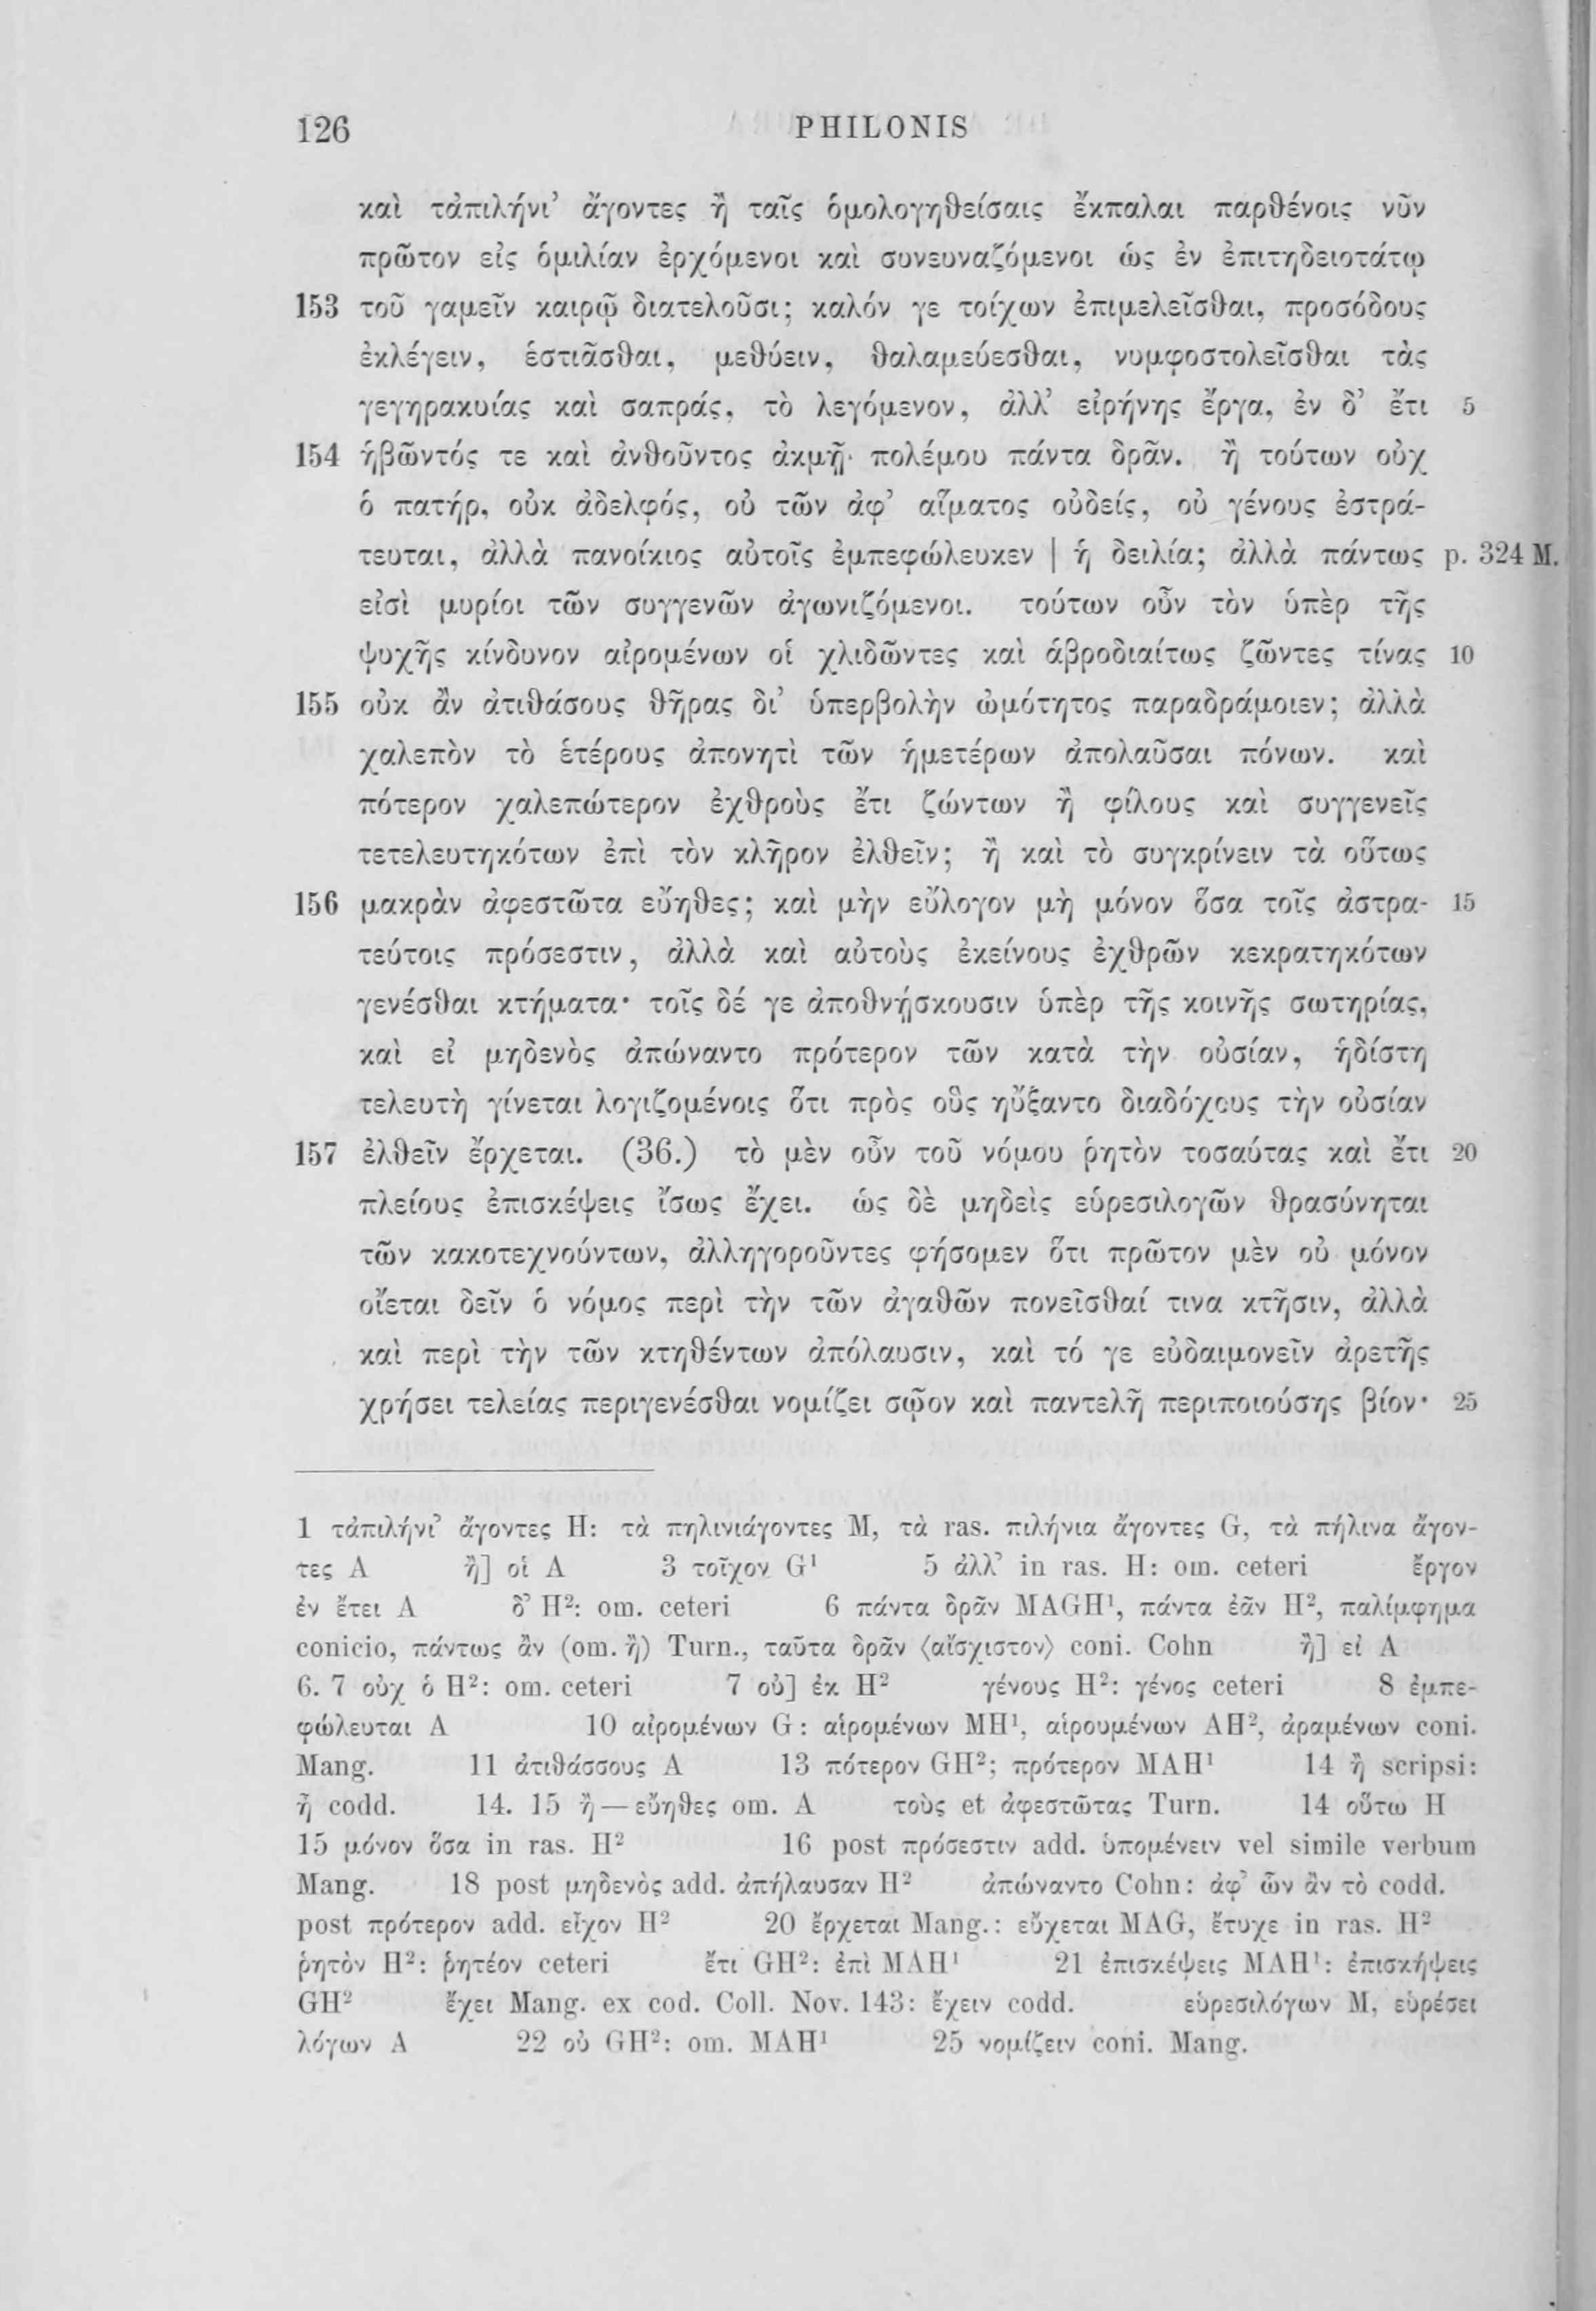 126 PHILONIS
καὶ τἀπιλήνι’ ἄγοντες ἢ ταῖς ὁμολογηθείσαις ἔκπαλαι παρθένοις νῦν
πρῶτον εἰς ὁμιλίαν ἐρχόμενοι καὶ συνευναζόμενοι ὡς ἐν ἐπιτηδειοτάτῳ
153 τοῦ γαμεῖν καιρῷ διατελοῦσι; καλόν γε τοίχων ἐπιμελεῖσθαι, προσόδους
ἐκλέγειν, ἑστιᾶσθαι, μεθύειν, θαλαμεύεσθαι, νυμφοστολεῖσθαι τὰς
γεγηρακυίας καὶ σαπράς, τὸ λεγόμενον, ἀλλ’ εἰρήνης ἔργα, ἐν δ’ ἔτι 5
154 ἡβῶντός τε καὶ ἀνθοῦντος ἀκμῇ· πολέμου πάντα δρᾶν. ἢ τούτων οὐχ
ὁ πατήρ, οὐκ ἀδελφός, οὐ τῶν ἀφ’ αἵματος οὐδείς, οὐ γένους ἐστρά-
τευται, ἀλλὰ πανοίκιος αὐτοῖς ἐμπεφώλευκεν | ἡ δειλία; ἀλλὰ πάντως p. 324 M.
εἰσὶ μυρίοι τῶν συγγενῶν ἀγωνιζόμενοι. τούτων οὖν τὸν ὑπὲρ τῆς
ψυχῆς κίνδυνον αἰρομένων οἱ χλιδῶντες καὶ ἁβροδιαίτως ζῶντες τίνας 10
155 οὐκ ἂν ἀτιθάσους θῆρας δι’ ὑπερβολὴν ὠμότητος παραδράμοιεν; ἀλλὰ
χαλεπὸν τὸ ἑτέρους ἀπονητὶ τῶν ἡμετέρων ἀπολαῦσαι πόνων. καὶ
πότερον χαλεπώτερον ἐχθροὺς ἔτι ζώντων ἢ φίλους καὶ συγγενεῖς
τετελευτηκότων ἐπὶ τὸν κλῆρον ἐλθεῖν; ἢ καὶ τὸ συγκρίνειν τὰ οὕτως
156 μακρὰν ἀφεστῶτα εὔηθες; καὶ μὴν εὔλογον μὴ μόνον ὅσα τοῖς ἀστρα- 15
τεύτοις πρόσεστιν, ἀλλὰ καὶ αὐτοὺς ἐκείνους ἐχθρῶν κεκρατηκότων
γενέσθαι κτήματα· τοῖς δέ γε ἀποθνῄσκουσιν ὑπὲρ τῆς κοινῆς σωτηρίας,
καὶ εἰ μηδενὸς ἀπώναντο πρότερον τῶν κατὰ τὴν οὐσίαν, ἡδίστη
τελευτὴ γίνεται λογιζομένοις ὅτι πρὸς οὓς ηὔξαντο διαδόχους τὴν οὐσίαν
157 ἐλθεῖν ἔρχεται. (36.) τὸ μὲν οὖν τοῦ νόμου ῥητὸν τοσαύτας καὶ ἔτι 20
πλείους ἐπισκέψεις ἴσως ἔχει. ὡς δὲ μηδεὶς εὑρεσιλογῶν θρασύνηται
τῶν κακοτεχνούντων, ἀλληγοροῦντες φήσομεν ὅτι πρῶτον μὲν οὐ μόνον
οἴεται δεῖν ὁ νόμος περὶ τὴν τῶν ἀγαθῶν πονεῖσθαί τινα κτῆσιν, ἀλλὰ
καὶ περὶ τὴν τῶν κτηθέντων ἀπόλαυσιν, καὶ τό γε εὐδαιμονεῖν ἀρετῆς
χρήσει τελείας περιγενέσθαι νομίζει σῷον καὶ παντελῆ περιποιούσης βίον· 25
1 τἀπιλήνι’ ἄγοντες H: τὰ πηλινιάγοντες M, τὰ ras. πιλήνια ἄγοντες G, τὰ πήλινα ἄγον-
τες A ἢ] οἱ A 3 τοῖχον G¹ 5 ἀλλ’ in ras. H: om. ceteri ἔργον
ἐν ἔτει A δ’ H²: om. ceteri 6 πάντα δρᾶν MAGH¹, πάντα ἐᾶν H², παλίμφημα
conicio, πάντως ἂν (om. ἢ) Turn., ταῦτα δρᾶν ⟨αἴσχιστον⟩ coni. Cohn ἢ] εἰ A
6. 7 οὐχ ὁ H²: om. ceteri 7 οὐ] ἐκ H² γένους H²: γένος ceteri 8 ἐμπε-
φώλευται A 10 αἰρομένων G: αἱρομένων MH¹, αἱρουμένων AH², ἀραμένων coni.
Mang. 11 ἀτιθάσσους A 13 πότερον GH²; πρότερον MAH¹ 14 ἢ scripsi:
ἦ codd. 14. 15 ἢ—εὔηθες om. A τοὺς et ἀφεστῶτας Turn. 14 οὕτω H
15 μόνον ὅσα in ras. H² 16 post πρόσεστιν add. ὑπομένειν vel simile verbum
Mang. 18 post μηδενὸς add. ἀπήλαυσαν H² ἀπώναντο Cohn: ἀφ’ ὧν ἂν τὸ codd.
post πρότερον add. εἶχον H² 20 ἔρχεται Mang.: εὔχεται MAG, ἔτυχε in ras. H²
ῥητὸν H²: ῥητέον ceteri ἔτι GH²: ἐπὶ MAH¹ 21 ἐπισκέψεις MAH¹: ἐπισκήψεις
GH² ἔχει Mang. ex cod. Coll. Nov. 143: ἔχειν codd. εὑρεσιλόγων M, εὑρέσει
λόγων A 22 οὐ GH²: om. MAH¹ 25 νομίζειν coni. Mang.